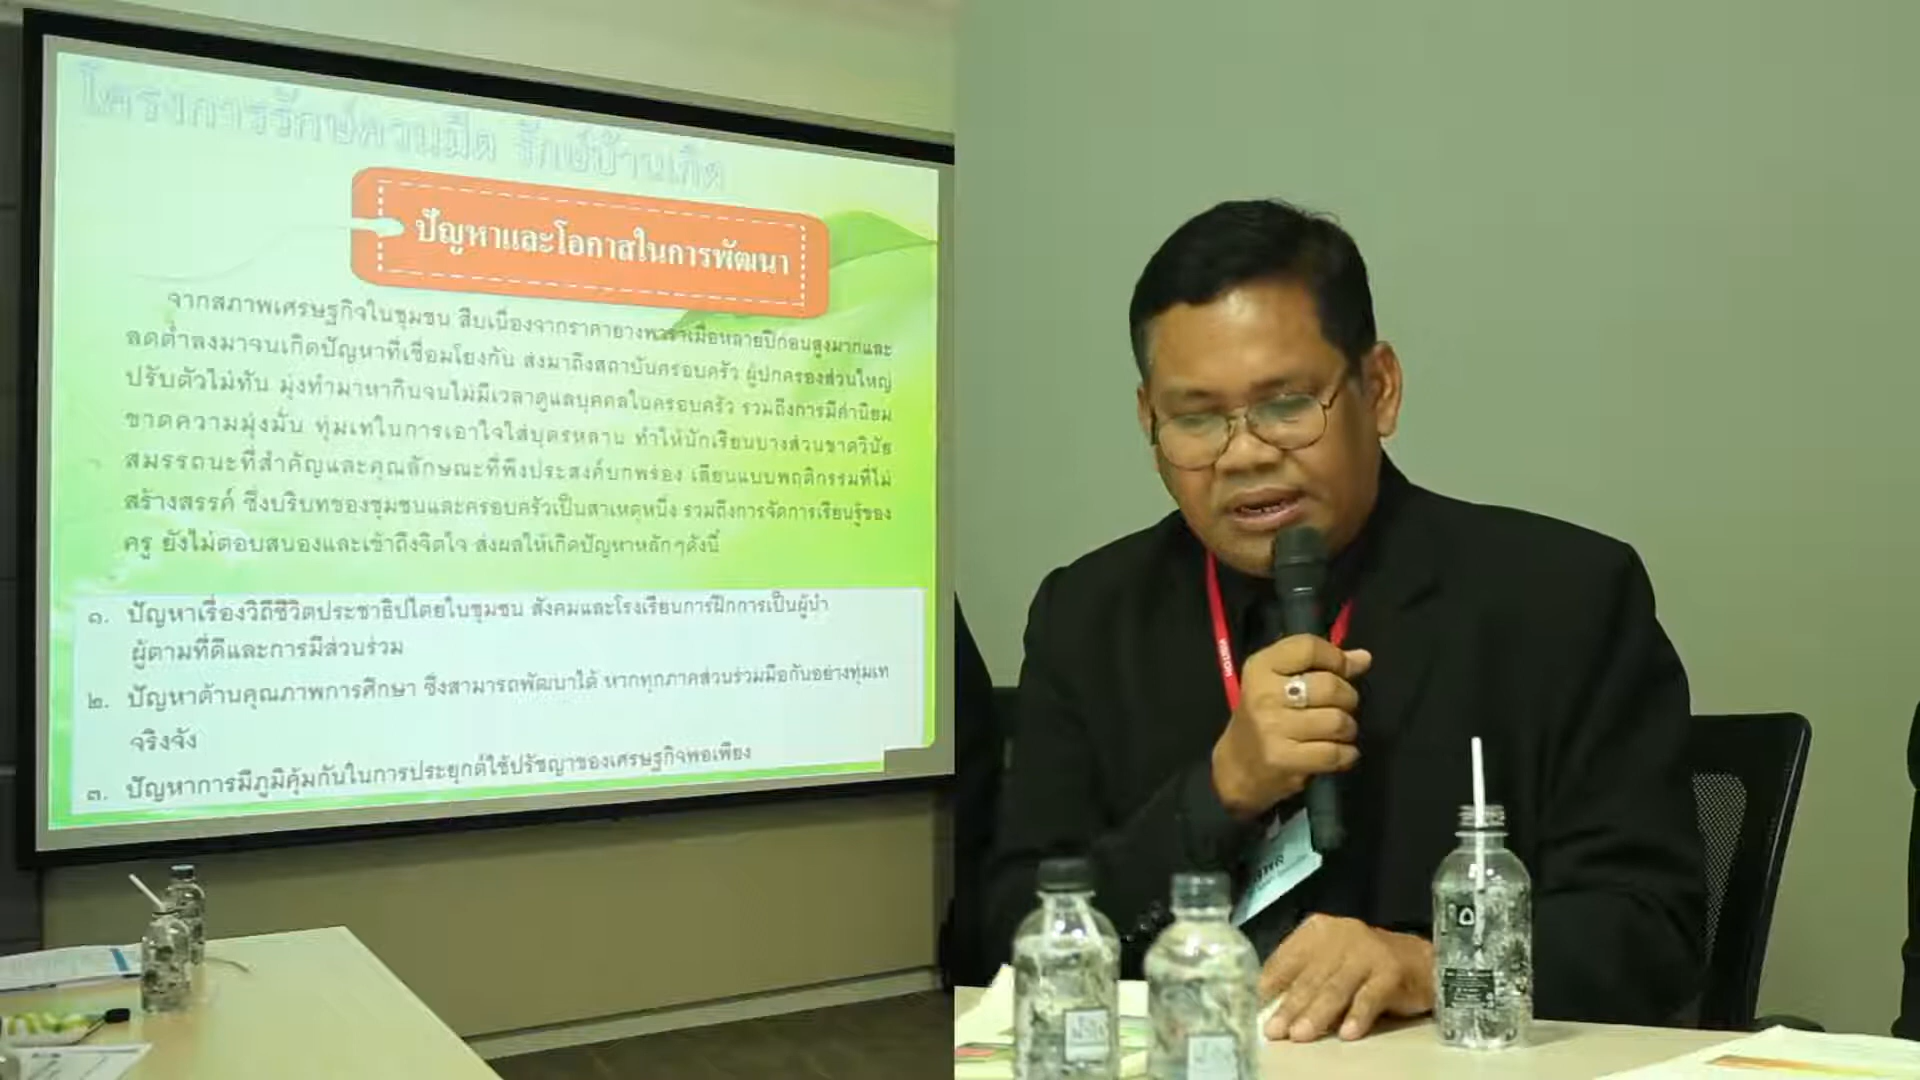 โครงการรักษ์ควนมีด รักษ์บ้านเกิด
ปัญหาและโอกาสในการพัฒนา
จากสภาพเศรษฐกิจในชุมชน สืบเนื่องจากราคายางพาราเมื่อหลายปีก่อนสูงมากและ
ลดต่ำลงมาจนเกิดปัญหาที่เชื่อมโยงกัน ส่งมาถึงสถาบันครอบครัว ผู้ปกครองส่วนใหญ่
ปรับตัวไม่ทัน มุ่งทำมาหากินจนไม่มีเวลาดูแลบุคคลในครอบครัว รวมถึงการมีค่านิยม
ขาดความมุ่งมั่น ทุ่มเทในการเอาใจใส่บุตรหลาน ทำให้นักเรียนบางส่วนขาดวินัย
สมรรถนะที่สำคัญและคุณลักษณะที่พึงประสงค์บกพร่อง เลียนแบบพฤติกรรมที่ไม่
สร้างสรรค์ ซึ่งบริบทของชุมชนและครอบครัวเป็นสาเหตุหนึ่ง รวมถึงการจัดการเรียนรู้ของ
ครู ยังไม่ตอบสนองและเข้าถึงจิตใจ ส่งผลให้เกิดปัญหาหลักๆดังนี้
๑. ปัญหาเรื่องวิถีชีวิตประชาธิปไตยในชุมชน สังคมและโรงเรียนการฝึกการเป็นผู้นำ
ผู้ตามที่ดีและการมีส่วนร่วม
๒. ปัญหาด้านคุณภาพการศึกษา ซึ่งสามารถพัฒนาได้ หากทุกภาคส่วนร่วมมือกันอย่างทุ่มเท
จริงจัง
๓. ปัญหาการมีภูมิคุ้มกันในการประยุกต์ใช้ปรัชญาของเศรษฐกิจพอเพียง
VISITOR